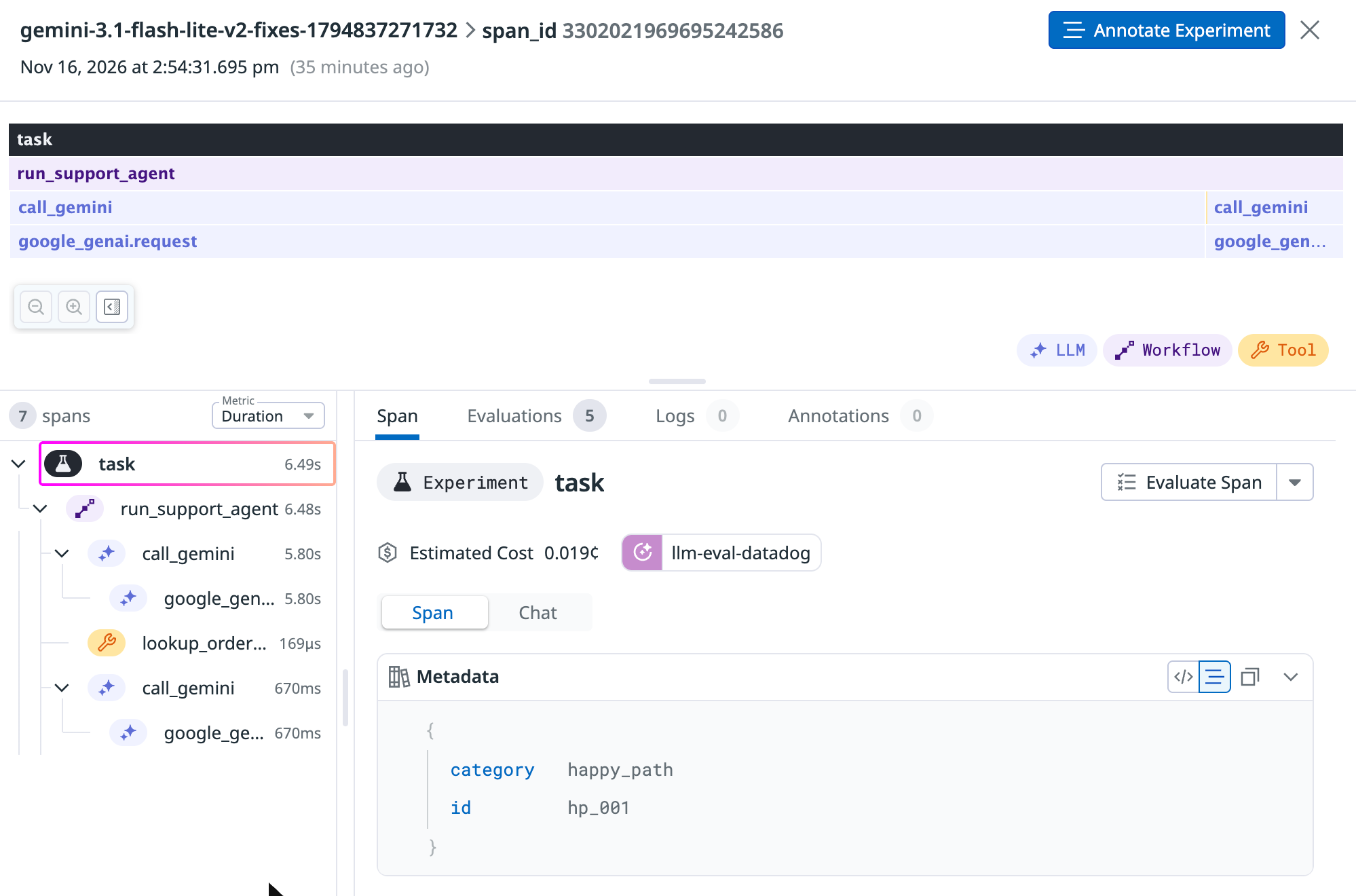 gemini-3.1-flash-lite-v2-fixes-1794837271732 > span_id 3302021969695242586
Annotate Experiment
Nov 16, 2026 at 2:54:31.695 pm (35 minutes ago)
task
run_support_agent
call_gemini call_gemini
google_genai.request google_gen...
LLM Workflow Tool
7 spans
Metric
Duration
Span Evaluations 5 Logs 0 Annotations 0
task 6.49s
run_support_agent 6.48s
call_gemini 5.80s
google_gen... 5.80s
lookup_order... 169µs
call_gemini 670ms
google_ge... 670ms
Experiment task
Evaluate Span
Estimated Cost 0.019¢ llm-eval-datadog
Span Chat
Metadata
</>
{
category happy_path
id hp_001
}